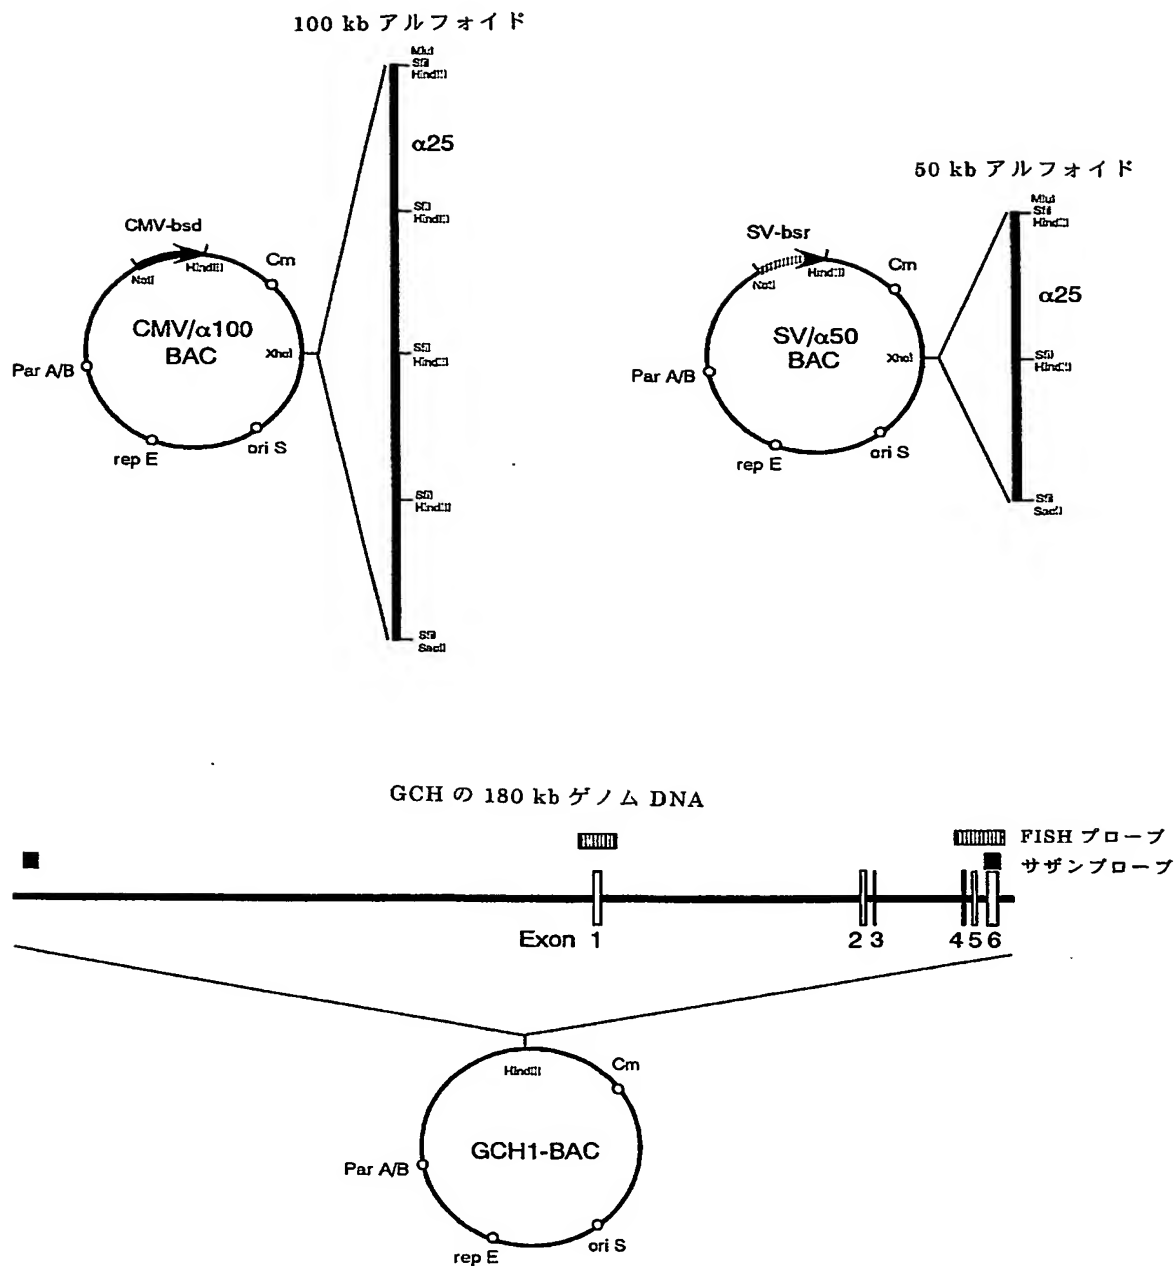 100 kb アルフォイド
MluI
SfiI
HindIII
α25
SfiI
HindIII
CMV-bsd
NotI
HindIII
Cm
CMV/α100
BAC
XhoI
SfiI
HindIII
Par A/B
rep E
ori S
SfiI
HindIII
SfiI
SacII
50 kb アルフォイド
MluI
SfiI
HindIII
SV-bsr
NotI
HindIII
Cm
α25
SV/α50
BAC
XhoI
SfiI
HindIII
Par A/B
rep E
ori S
SfiI
SacII
GCH の 180 kb ゲノム DNA
FISH プローブ
サザンプローブ
Exon 1
2 3
4 5 6
HindIII
Cm
GCH1-BAC
Par A/B
rep E
ori S